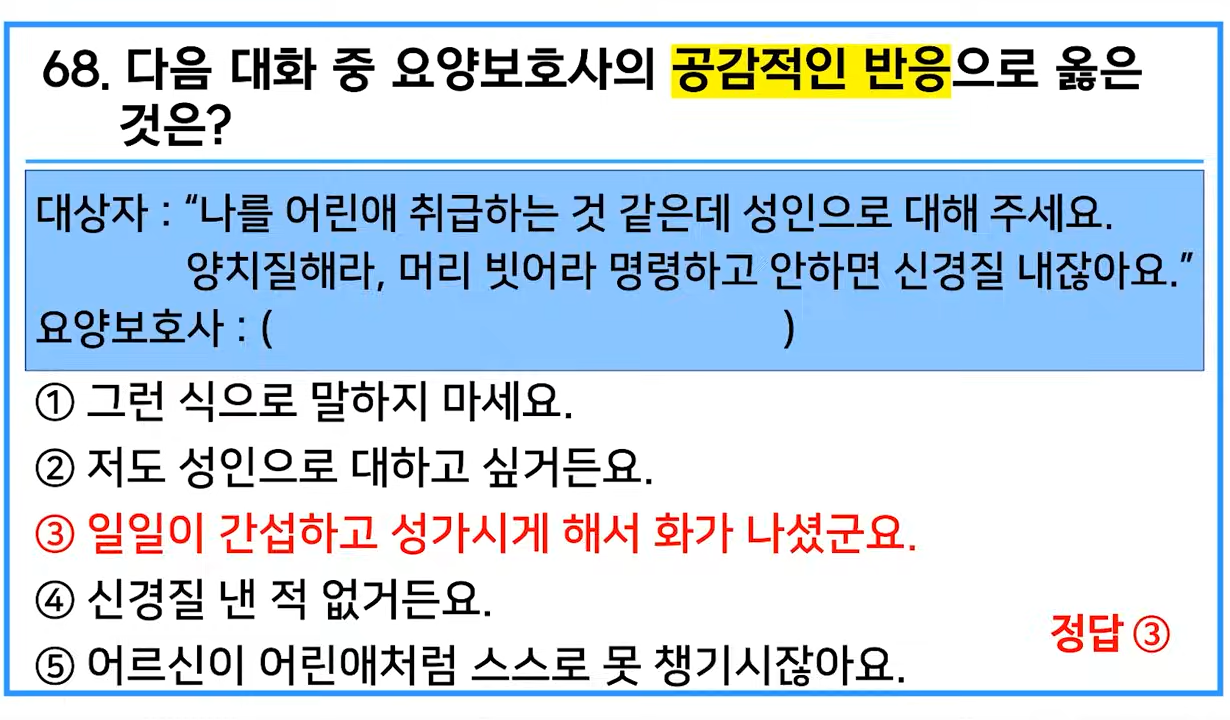 68. 다음 대화 중 요양보호사의 공감적인 반응으로 옳은
것은?
대상자 : “나를 어린애 취급하는 것 같은데 성인으로 대해 주세요.
양치질해라, 머리 빗어라 명령하고 안하면 신경질 내잖아요.”
요양보호사 : ( )
① 그런 식으로 말하지 마세요.
② 저도 성인으로 대하고 싶거든요.
③ 일일이 간섭하고 성가시게 해서 화가 나셨군요.
④ 신경질 낸 적 없거든요.
⑤ 어르신이 어린애처럼 스스로 못 챙기시잖아요.
정답 ③